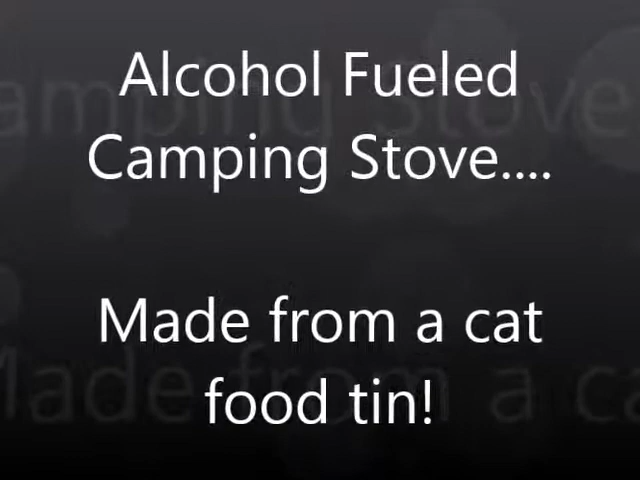 Alcohol Fueled
Camping Stove....
Made from a cat
food tin!